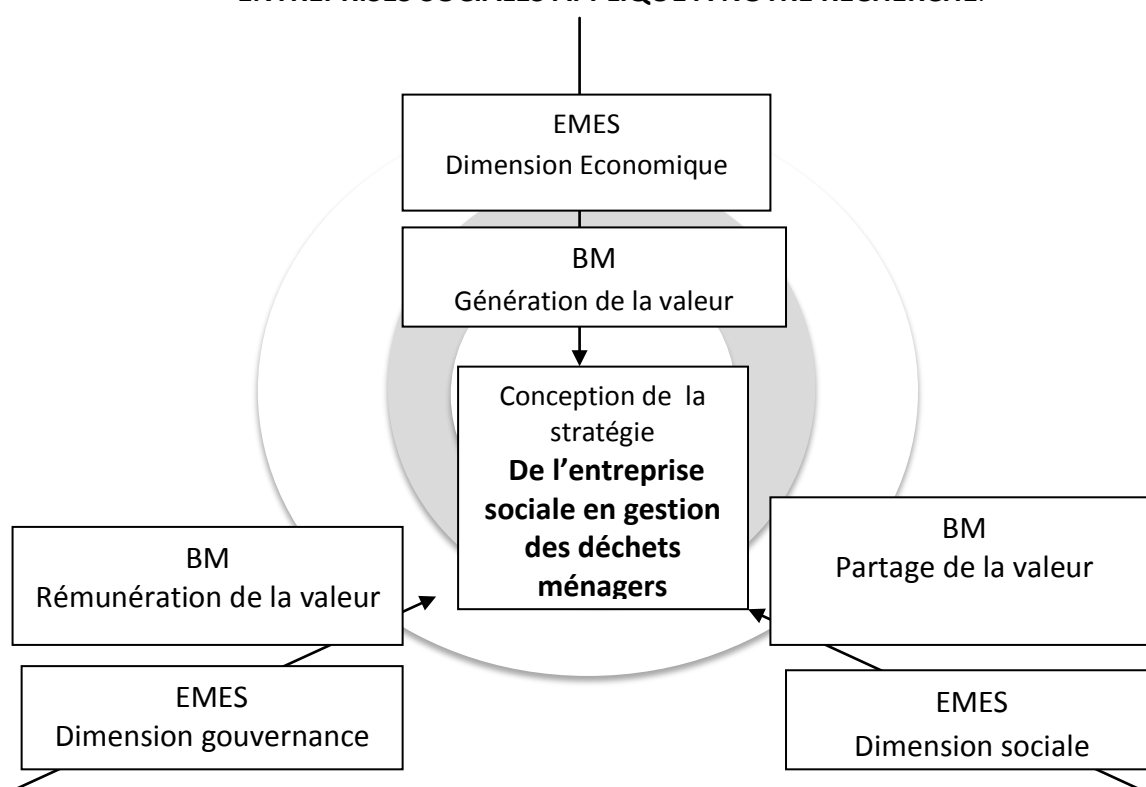 EMES
Dimension Economique
BM
Génération de la valeur
Conception de la
stratégie
De l’entreprise
sociale en gestion
des déchets
ménagers
BM
Rémunération de la valeur
BM
Partage de la valeur
EMES
Dimension gouvernance
EMES
Dimension sociale